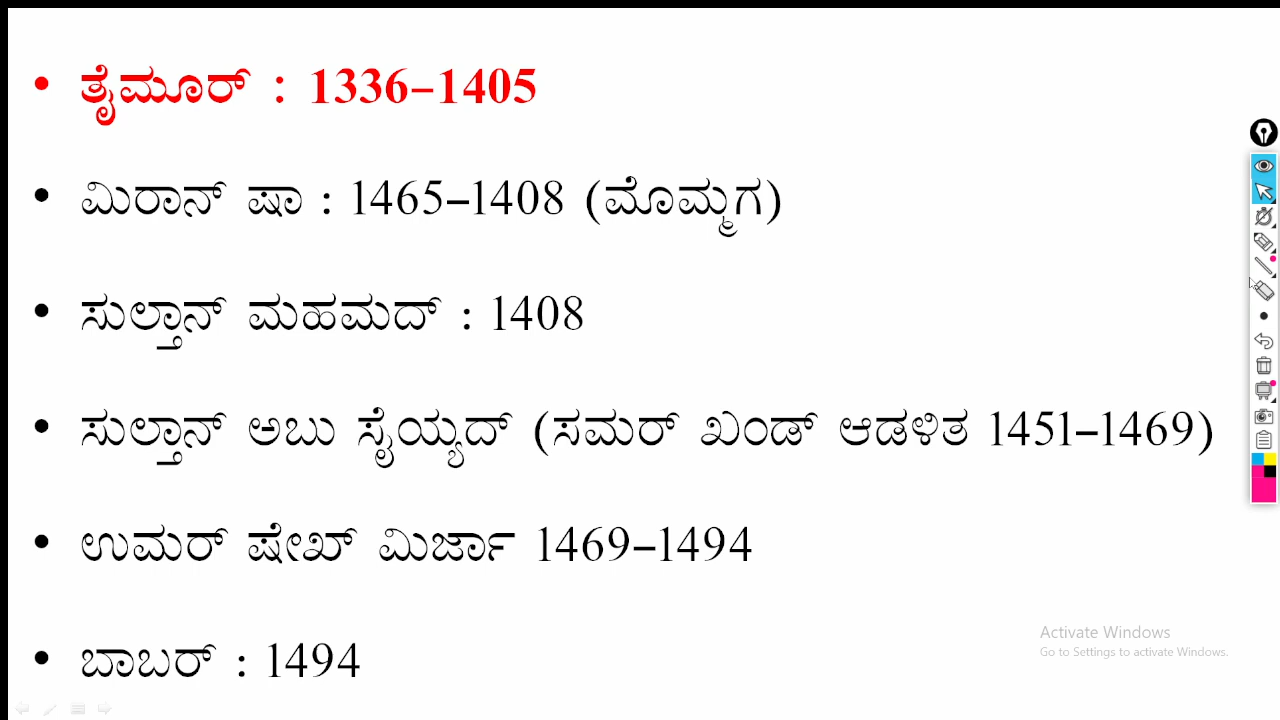 • ತೈಮೂರ್ : 1336–1405
• ಮಿರಾನ್ ಷಾ : 1465–1408 (ಮೊಮ್ಮಗ)
• ಸುಲ್ತಾನ್ ಮಹಮದ್ : 1408
• ಸುಲ್ತಾನ್ ಅಬು ಸೈಯ್ಯದ್ (ಸಮರ್ ಖಂಡ್ ಆಡಳಿತ 1451–1469)
• ಉಮರ್ ಷೇಖ್ ಮಿರ್ಜಾ 1469–1494
• ಬಾಬರ್ : 1494
Activate Windows
Go to Settings to activate Windows.